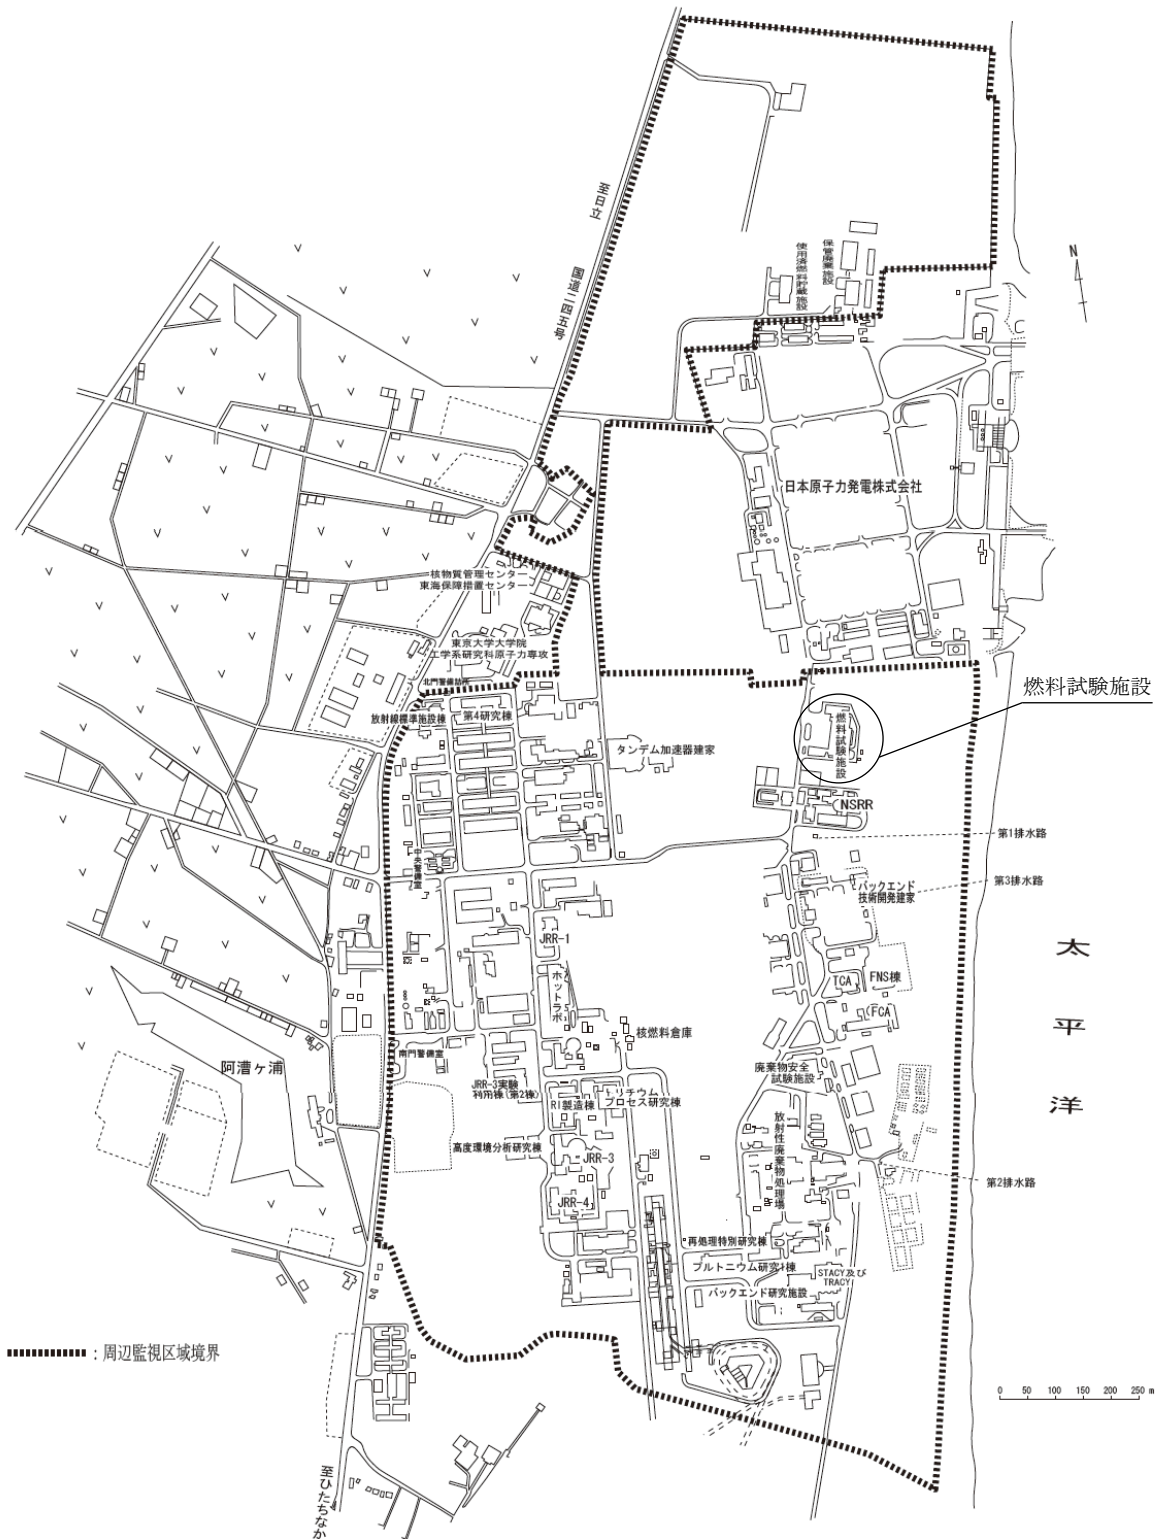 至日立
国道二四五号
N
保管廃棄施設
使用済燃料貯蔵施設
日本原子力発電株式会社
核物質管理センター
東海保障措置センター
東京大学大学院
工学系研究科原子力専攻
北門警備詰所
放射線標準施設棟
第4研究棟
タンデム加速器建家
燃料試験施設
燃料試験施設
NSRR
第1排水路
中央警備室
バックエンド
技術開発建家
第3排水路
JRR-1
ホットラボ
TCA
FNS棟
FCA
太平洋
核燃料倉庫
南門警備室
阿漕ヶ浦
廃棄物安全
試験施設
JRR-3実験
利用棟(第2棟)
RI製造棟
トリチウム
プロセス研究棟
放射性廃棄物処理場
高度環境分析研究棟
JRR-3
第2排水路
JRR-4
再処理特別研究棟
プルトニウム研究1棟
STACY及び
TRACY
バックエンド研究施設
:周辺監視区域境界
0 50 100 150 200 250 m
至ひたちなか